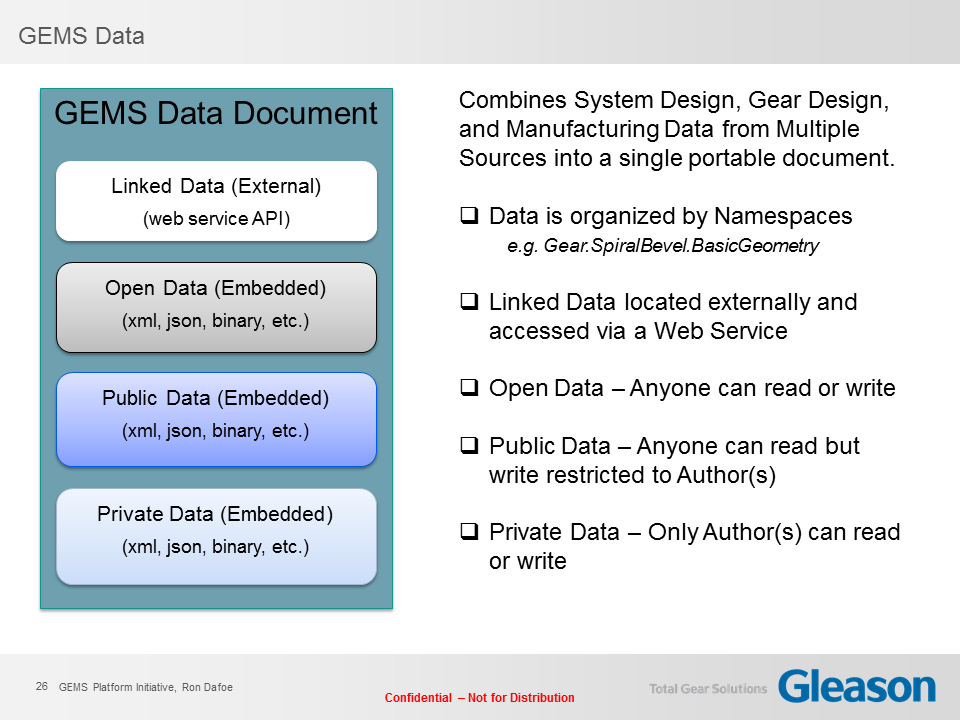 GEMS Data
GEMS Data Document
Linked Data (External)
(web service API)
Open Data (Embedded)
(xml, json, binary, etc.)
Public Data (Embedded)
(xml, json, binary, etc.)
Private Data (Embedded)
(xml, json, binary, etc.)
Combines System Design, Gear Design,
and Manufacturing Data from Multiple
Sources into a single portable document.
❑ Data is organized by Namespaces
e.g. Gear.SpiralBevel.BasicGeometry
❑ Linked Data located externally and
accessed via a Web Service
❑ Open Data – Anyone can read or write
❑ Public Data – Anyone can read but
write restricted to Author(s)
❑ Private Data – Only Author(s) can read
or write
26 GEMS Platform Initiative, Ron Dafoe
Confidential – Not for Distribution
Total Gear Solutions Gleason